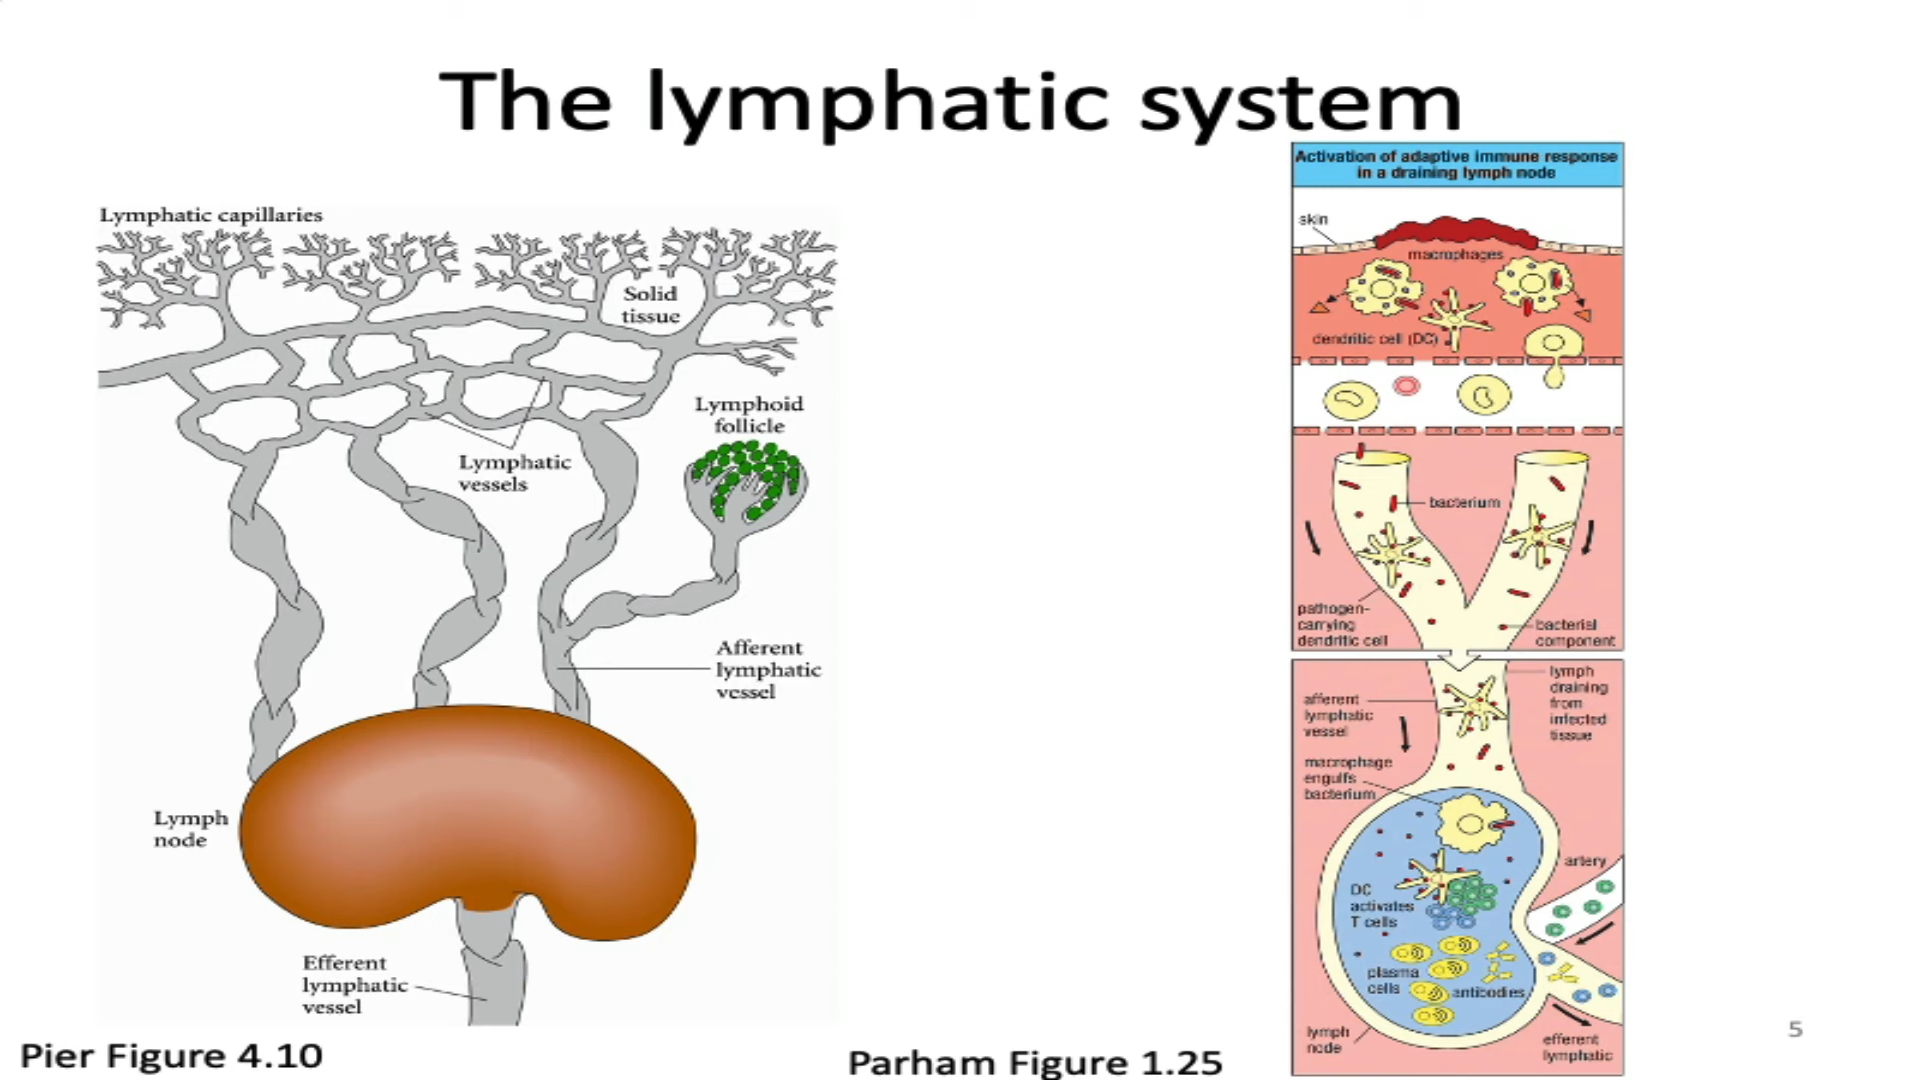 The lymphatic system
Lymphatic capillaries
Solid
tissue
Lymphoid
follicle
Lymphatic
vessels
Afferent
lymphatic
vessel
Lymph
node
Efferent
lymphatic
vessel
Pier Figure 4.10
Activation of adaptive immune response
in a draining lymph node
skin
macrophages
dendritic cell (DC)
bacterium
pathogen-
carrying
dendritic cell
bacterial
component
afferent
lymphatic
vessel
lymph
draining
from
infected
tissue
macrophage
engulfs
bacterium
artery
DC
activates
T cells
plasma
cells
antibodies
lymph
node
efferent
lymphatic
Parham Figure 1.25
5